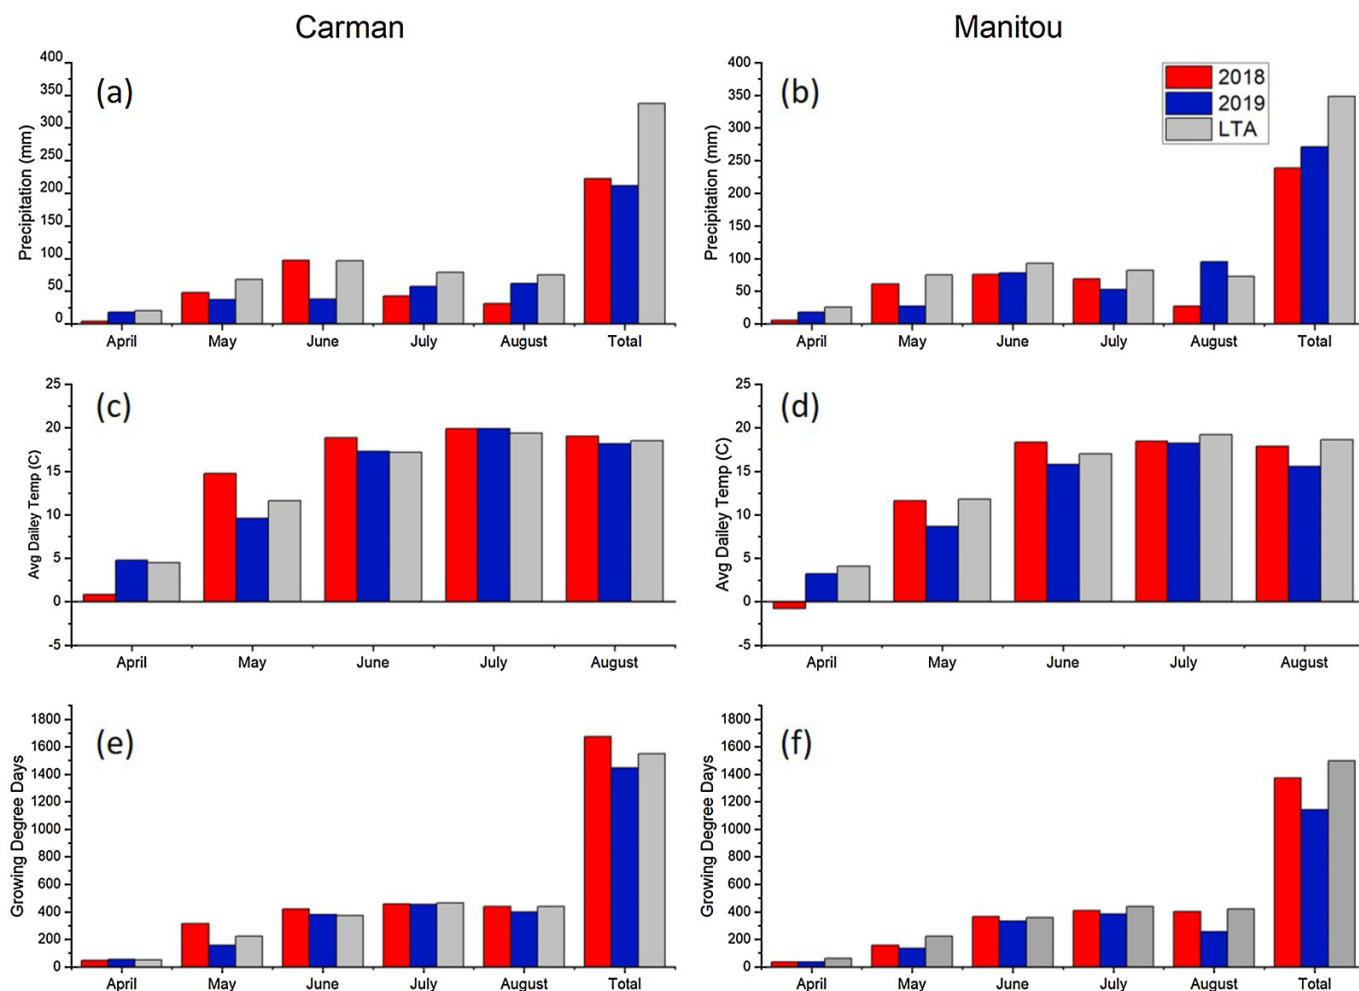 Carman
Manitou
(a)
Precipitation (mm)
400
350
300
250
200
150
100
50
0
April May June July August Total
(b)
2018
2019
LTA
Precipitation (mm)
400
350
300
250
200
150
100
50
0
April May June July August Total
(c)
Avg Dailey Temp (C)
25
20
15
10
5
0
-5
April May June July August
(d)
Avg Dailey Temp (C)
25
20
15
10
5
0
-5
April May June July August
(e)
Growing Degree Days
1800
1600
1400
1200
1000
800
600
400
200
0
April May June July August Total
(f)
Growing Degree Days
1800
1600
1400
1200
1000
800
600
400
200
0
April May June July August Total